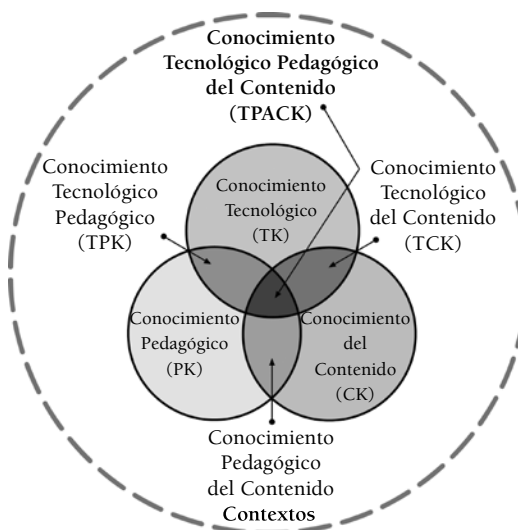 Conocimiento
Tecnológico Pedagógico
del Contenido
(TPACK)
Conocimiento
Tecnológico
Pedagógico
(TPK)
Conocimiento
Tecnológico
(TK)
Conocimiento
Tecnológico
del Contenido
(TCK)
Conocimiento
Pedagógico
(PK)
Conocimiento
del
Contenido
(CK)
Conocimiento
Pedagógico
del Contenido
Contextos